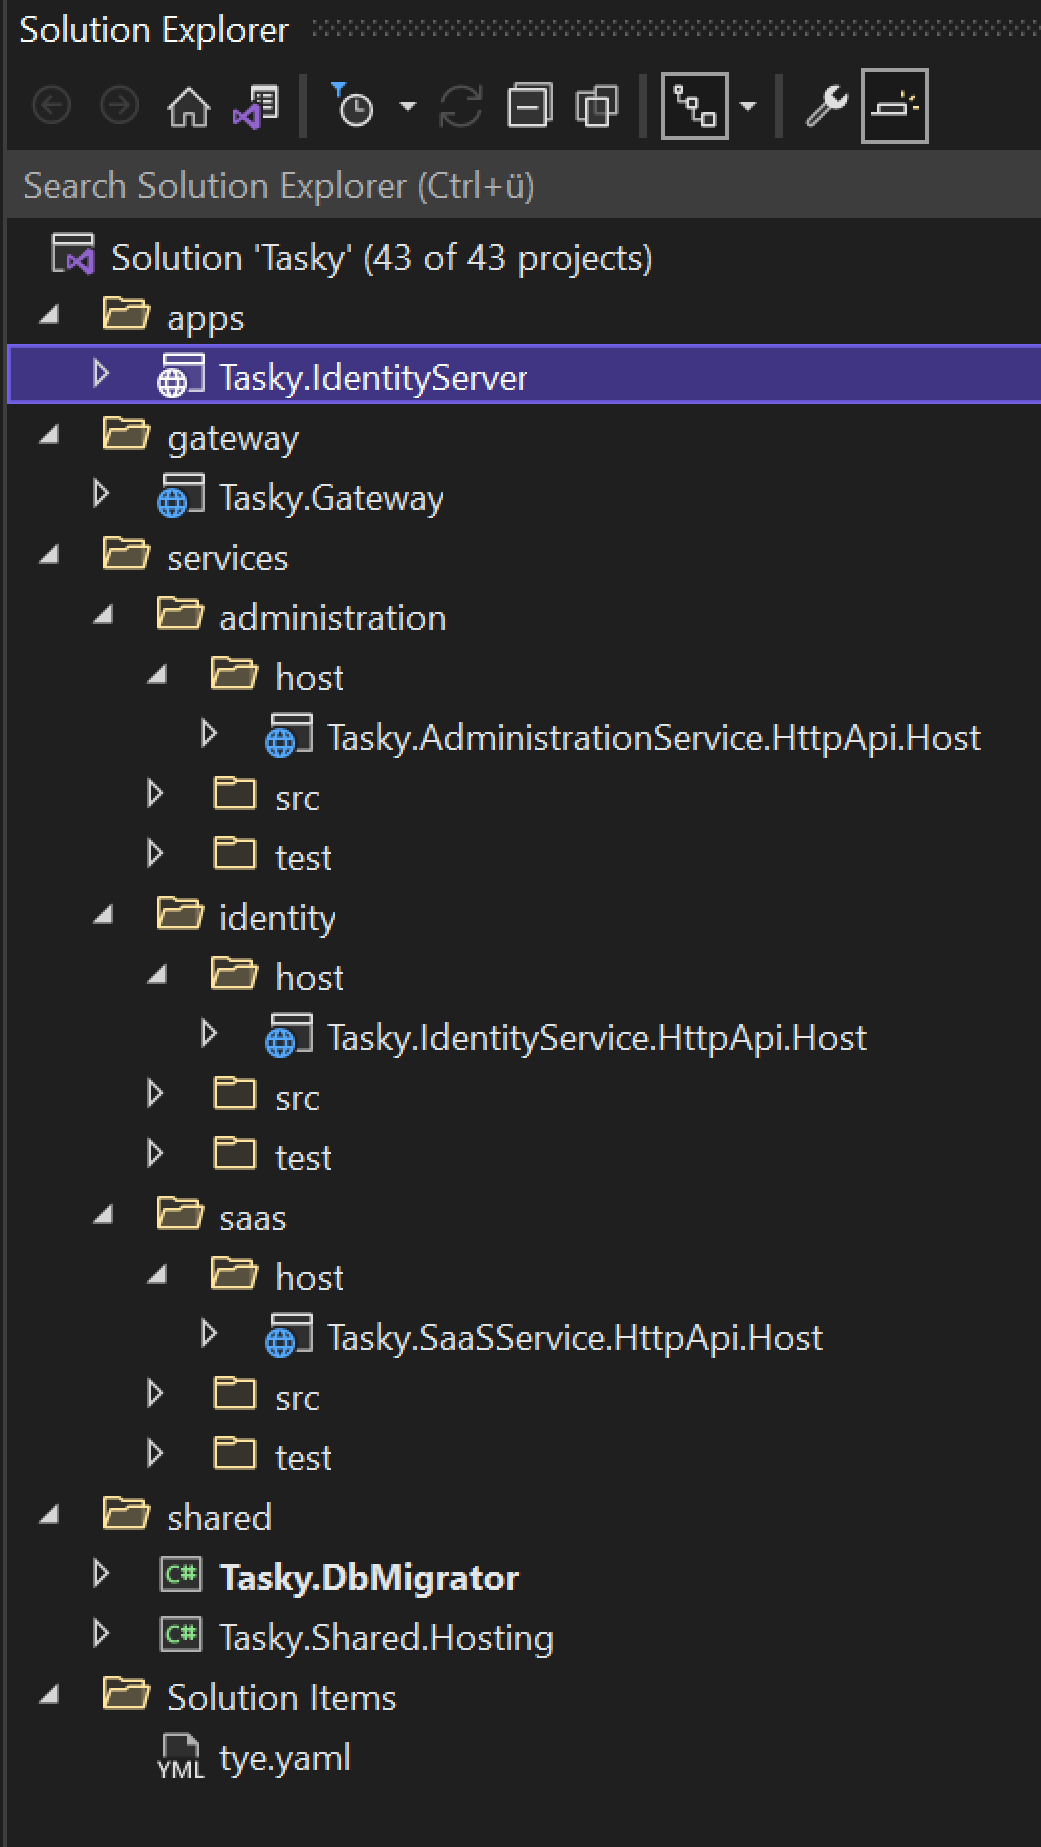 Solution Explorer
Search Solution Explorer (Ctrl+ü)
Solution 'Tasky' (43 of 43 projects)
apps
Tasky.IdentityServer
gateway
Tasky.Gateway
services
administration
host
Tasky.AdministrationService.HttpApi.Host
src
test
identity
host
Tasky.IdentityService.HttpApi.Host
src
test
saas
host
Tasky.SaaSService.HttpApi.Host
src
test
shared
C# Tasky.DbMigrator
C# Tasky.Shared.Hosting
Solution Items
YML tye.yaml